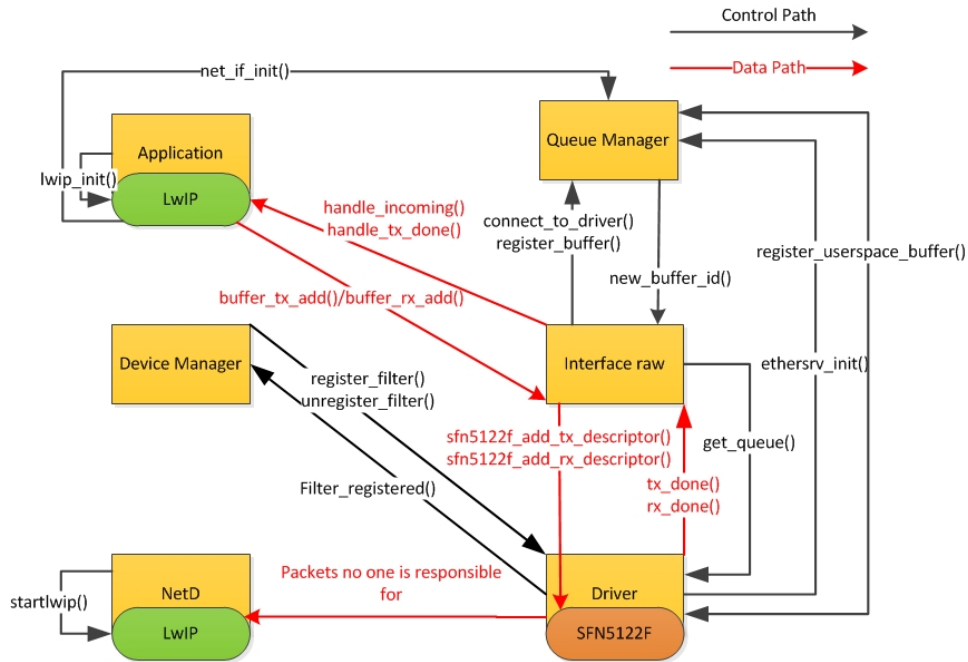 Control Path
Data Path
net_if_init()
Application
lwip_init()
LwIP
Queue Manager
handle_incoming()
handle_tx_done()
connect_to_driver()
register_buffer()
register_userspace_buffer()
new_buffer_id()
buffer_tx_add()/buffer_rx_add()
Device Manager
Interface raw
ethersrv_init()
register_filter()
unregister_filter()
sfn5122f_add_tx_descriptor()
sfn5122f_add_rx_descriptor()
get_queue()
Filter_registered()
tx_done()
rx_done()
Packets no one is responsible
for
startlwip()
NetD
LwIP
Driver
SFN5122F